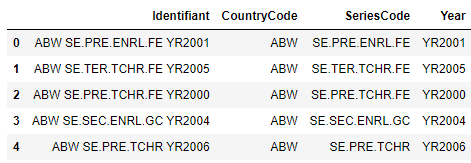 Identifiant CountryCode SeriesCode Year
0 ABW SE.PRE.ENRL.FE YR2001 ABW SE.PRE.ENRL.FE YR2001
1 ABW SE.TER.TCHR.FE YR2005 ABW SE.TER.TCHR.FE YR2005
2 ABW SE.PRE.TCHR.FE YR2000 ABW SE.PRE.TCHR.FE YR2000
3 ABW SE.SEC.ENRL.GC YR2004 ABW SE.SEC.ENRL.GC YR2004
4 ABW SE.PRE.TCHR YR2006 ABW SE.PRE.TCHR YR2006